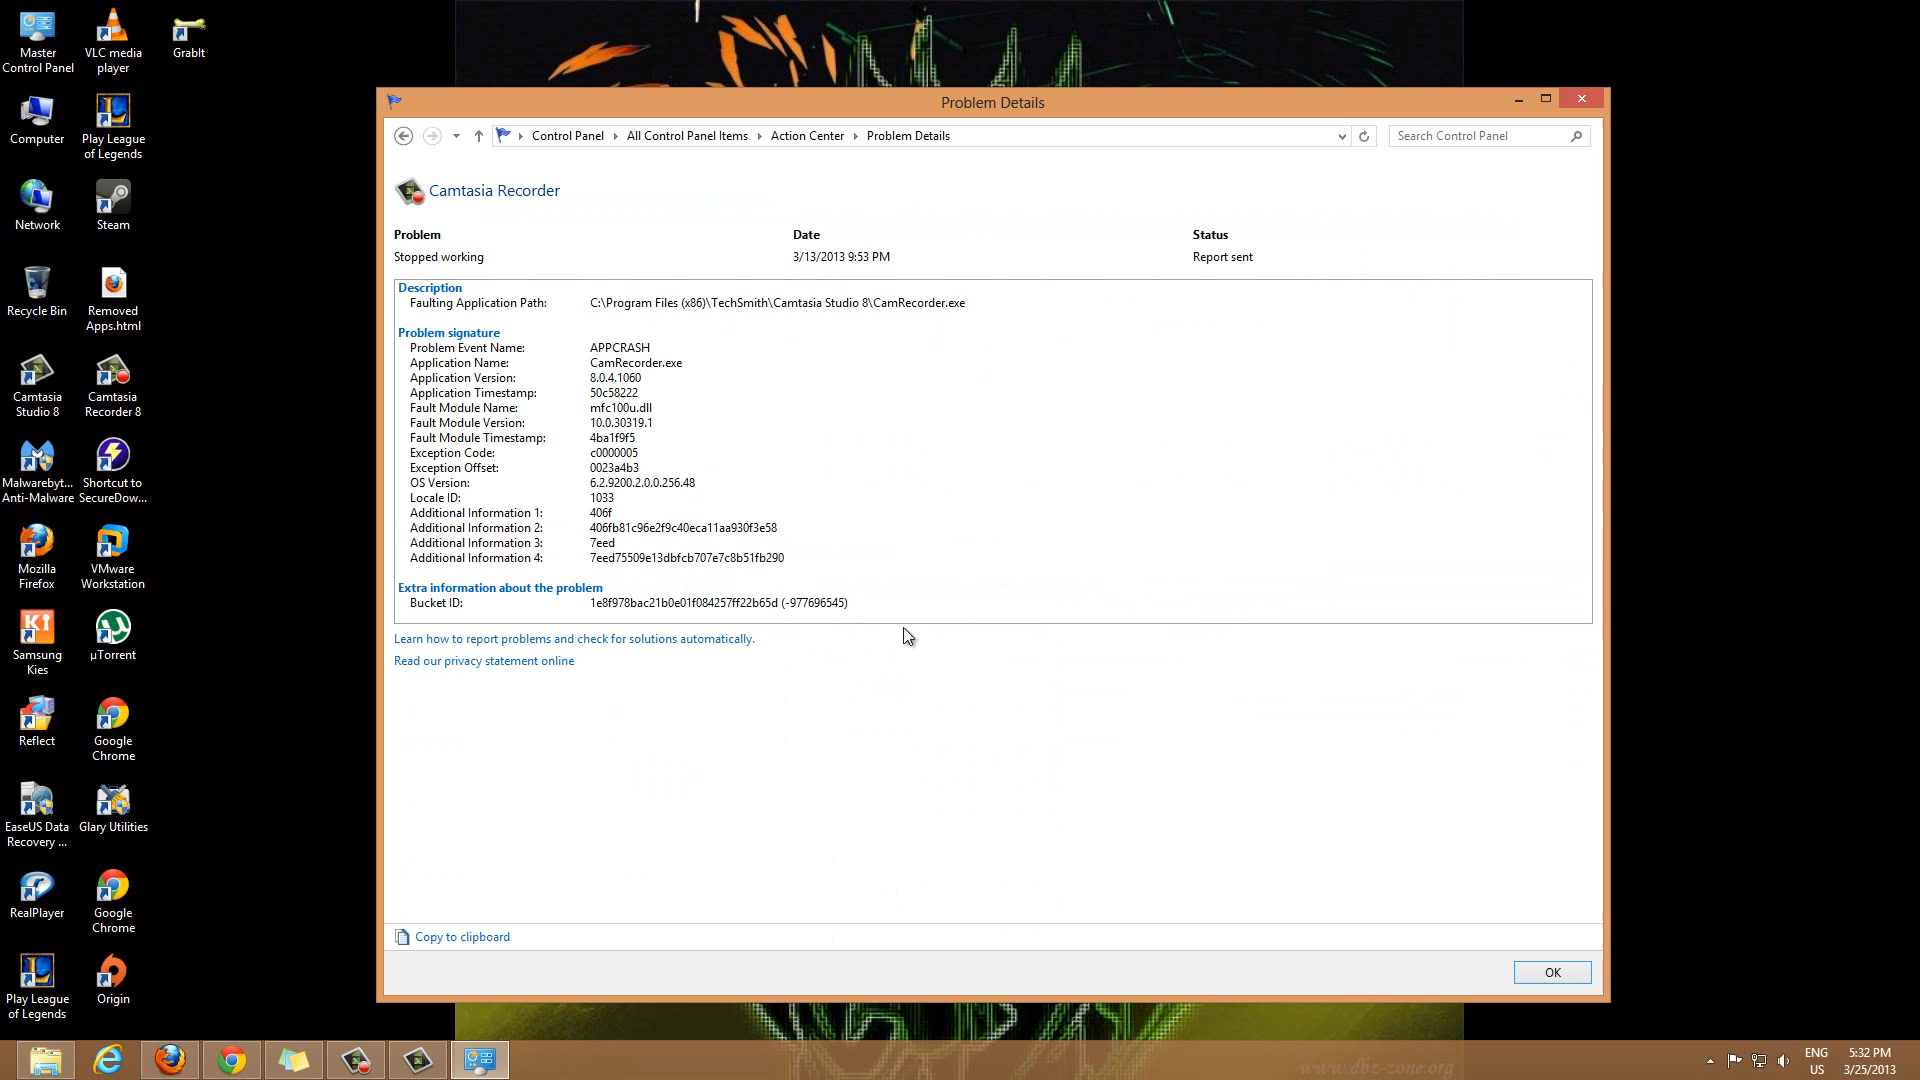 Master
Control Panel
VLC media
player
GrabIt
Computer
Play League
of Legends
Network
Steam
Recycle Bin
Removed
Apps.html
Camtasia
Studio 8
Camtasia
Recorder 8
Malwarebyt...
Anti-Malware
Shortcut to
SecureDow...
Mozilla
Firefox
VMware
Workstation
Samsung
Kies
µTorrent
Reflect
Google
Chrome
EaseUS Data
Recovery ...
Glary Utilities
RealPlayer
Google
Chrome
Play League
of Legends
Origin
Problem Details
Control Panel All Control Panel Items Action Center Problem Details
Search Control Panel
Camtasia Recorder
Problem Date Status
Stopped working 3/13/2013 9:53 PM Report sent
Description
Faulting Application Path: C:\Program Files (x86)\TechSmith\Camtasia Studio 8\CamRecorder.exe
Problem signature
Problem Event Name: APPCRASH
Application Name: CamRecorder.exe
Application Version: 8.0.4.1060
Application Timestamp: 50c58222
Fault Module Name: mfc100u.dll
Fault Module Version: 10.0.30319.1
Fault Module Timestamp: 4ba1f9f5
Exception Code: c0000005
Exception Offset: 0023a4b3
OS Version: 6.2.9200.2.0.0.256.48
Locale ID: 1033
Additional Information 1: 406f
Additional Information 2: 406fb81c96e2f9c40eca11aa930f3e58
Additional Information 3: 7eed
Additional Information 4: 7eed75509e13dbfcb707e7c8b51fb290
Extra information about the problem
Bucket ID: 1e8f978bac21b0e01f084257ff22b65d (-977696545)
Learn how to report problems and check for solutions automatically.
Read our privacy statement online
Copy to clipboard
OK
www.dbz-zone.org
ENG
US
5:32 PM
3/25/2013